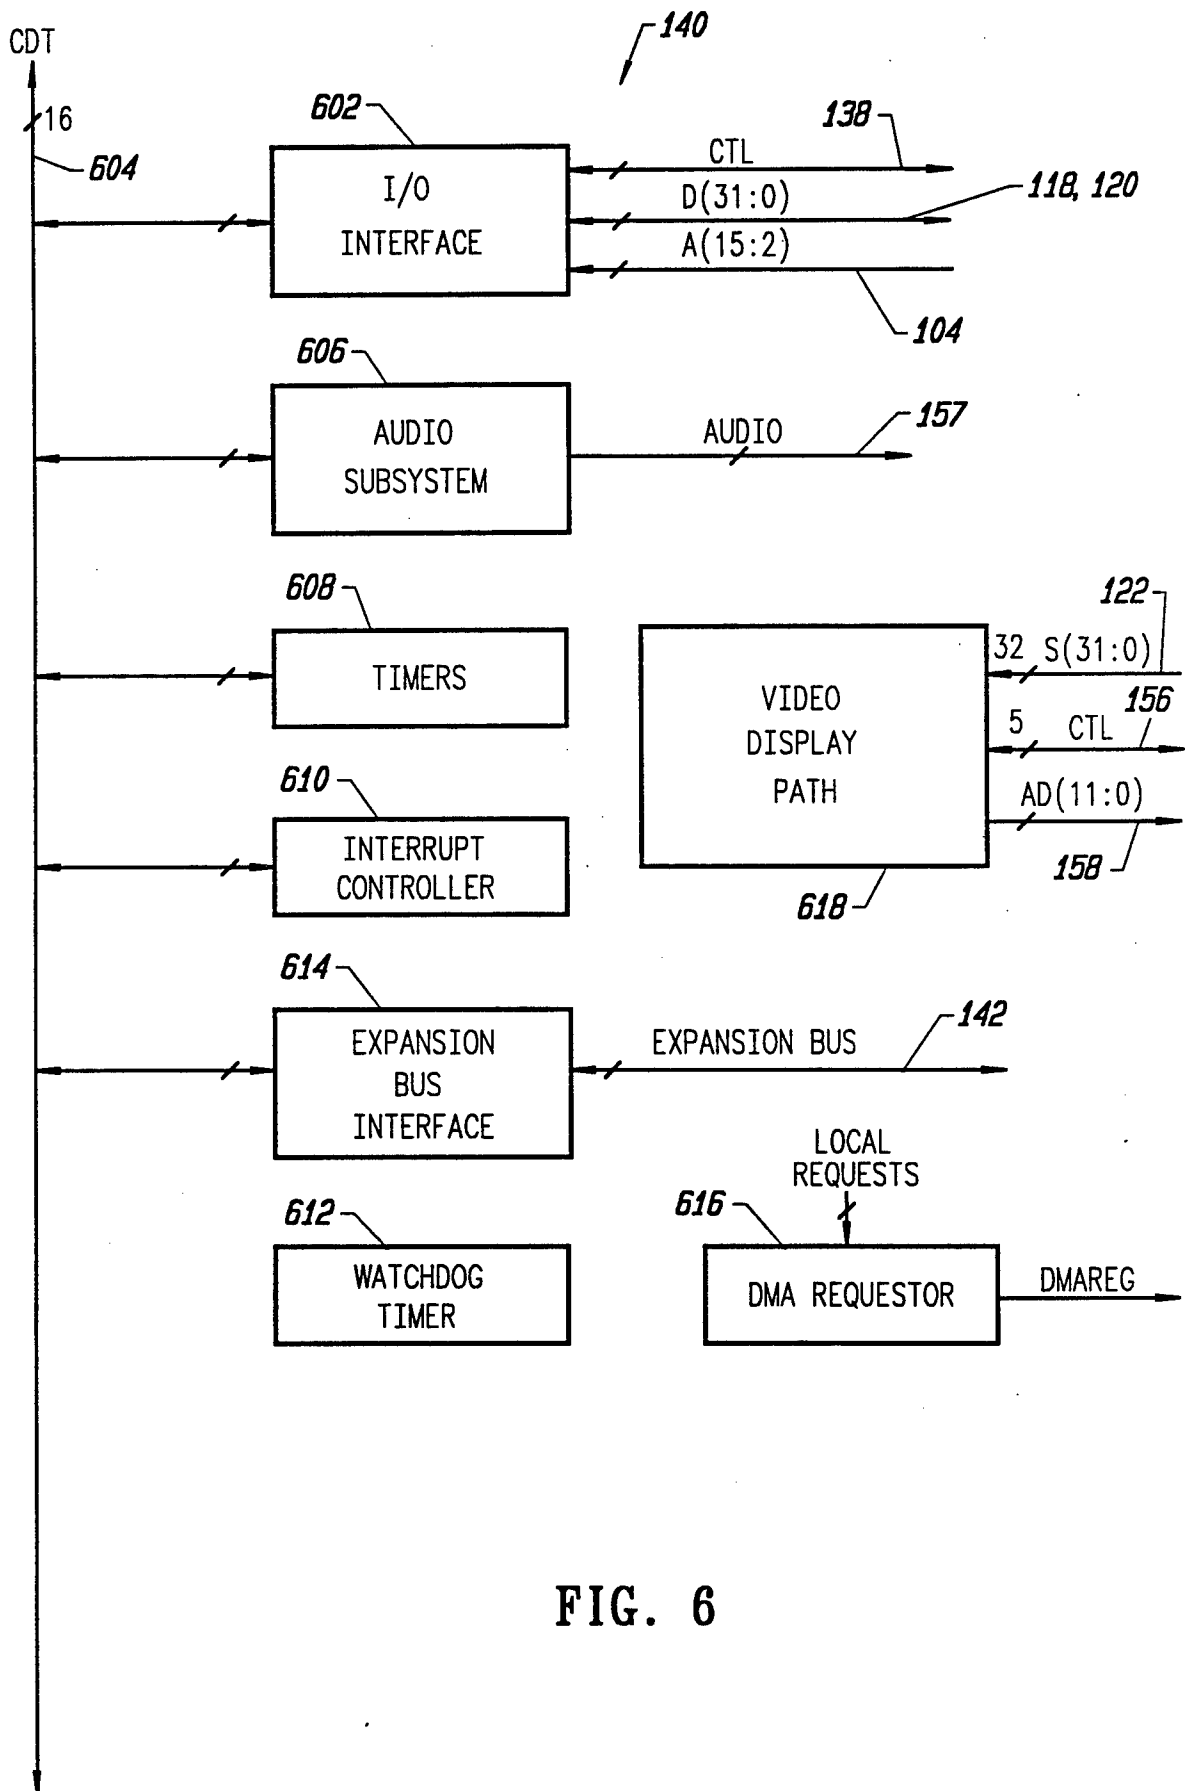 140
CDT
16
604
602
I/O
INTERFACE
CTL
138
D(31:0)
118, 120
A(15:2)
104
606
AUDIO
SUBSYSTEM
AUDIO
157
608
TIMERS
122
32 S(31:0)
VIDEO
DISPLAY
PATH
156
5 CTL
AD(11:0)
158
618
610
INTERRUPT
CONTROLLER
614
EXPANSION
BUS
INTERFACE
EXPANSION BUS
142
LOCAL
REQUESTS
612
WATCHDOG
TIMER
616
DMA REQUESTOR
DMAREG
FIG. 6